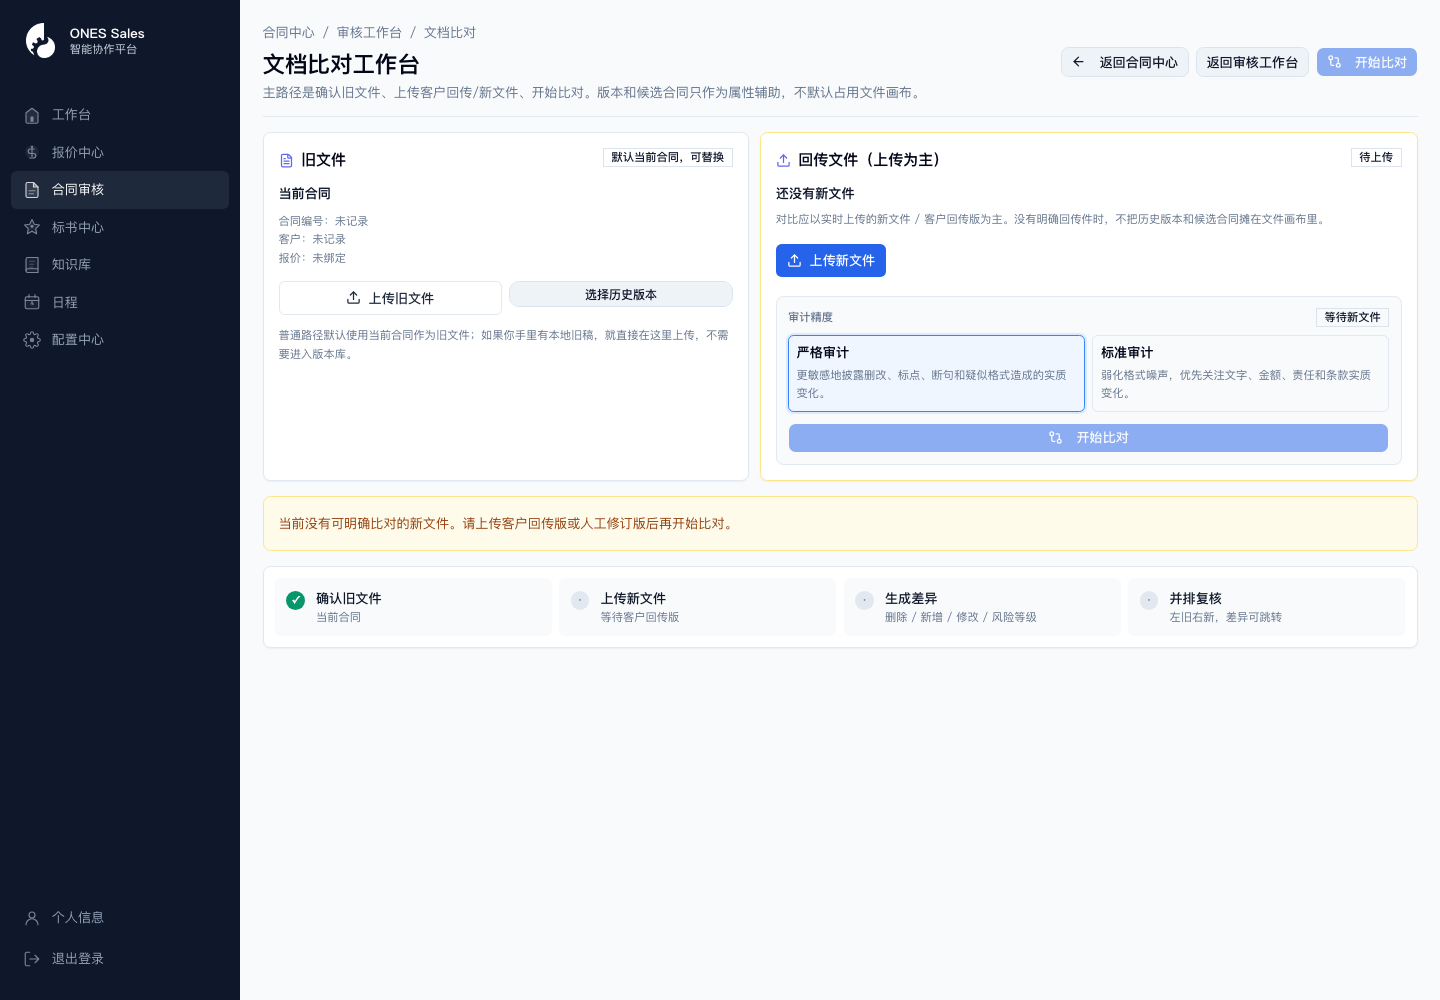 ONES Sales
智能协作平台
工作台
报价中心
合同审核
标书中心
知识库
日程
配置中心
个人信息
退出登录
合同中心 / 审核工作台 / 文档比对
文档比对工作台
主路径是确认旧文件、上传客户回传/新文件、开始比对。版本和候选合同只作为属性辅助，不默认占用文件画布。
返回合同中心
返回审核工作台
开始比对
旧文件
默认当前合同，可替换
当前合同
合同编号：未记录
客户：未记录
报价：未绑定
上传旧文件
选择历史版本
普通路径默认使用当前合同作为旧文件；如果你手里有本地旧稿，就直接在这里上传，不需
要进入版本库。
回传文件（上传为主）
待上传
还没有新文件
对比应以实时上传的新文件 / 客户回传版为主。没有明确回传件时，不把历史版本和候选合同摊在文件画布里。
上传新文件
审计精度
等待新文件
严格审计
更敏感地披露删改、标点、断句和疑似格式造成的实质
变化。
标准审计
弱化格式噪声，优先关注文字、金额、责任和条款实质
变化。
开始比对
当前没有可明确比对的新文件。请上传客户回传版或人工修订版后再开始比对。
确认旧文件
当前合同
上传新文件
等待客户回传版
生成差异
删除 / 新增 / 修改 / 风险等级
并排复核
左旧右新，差异可跳转